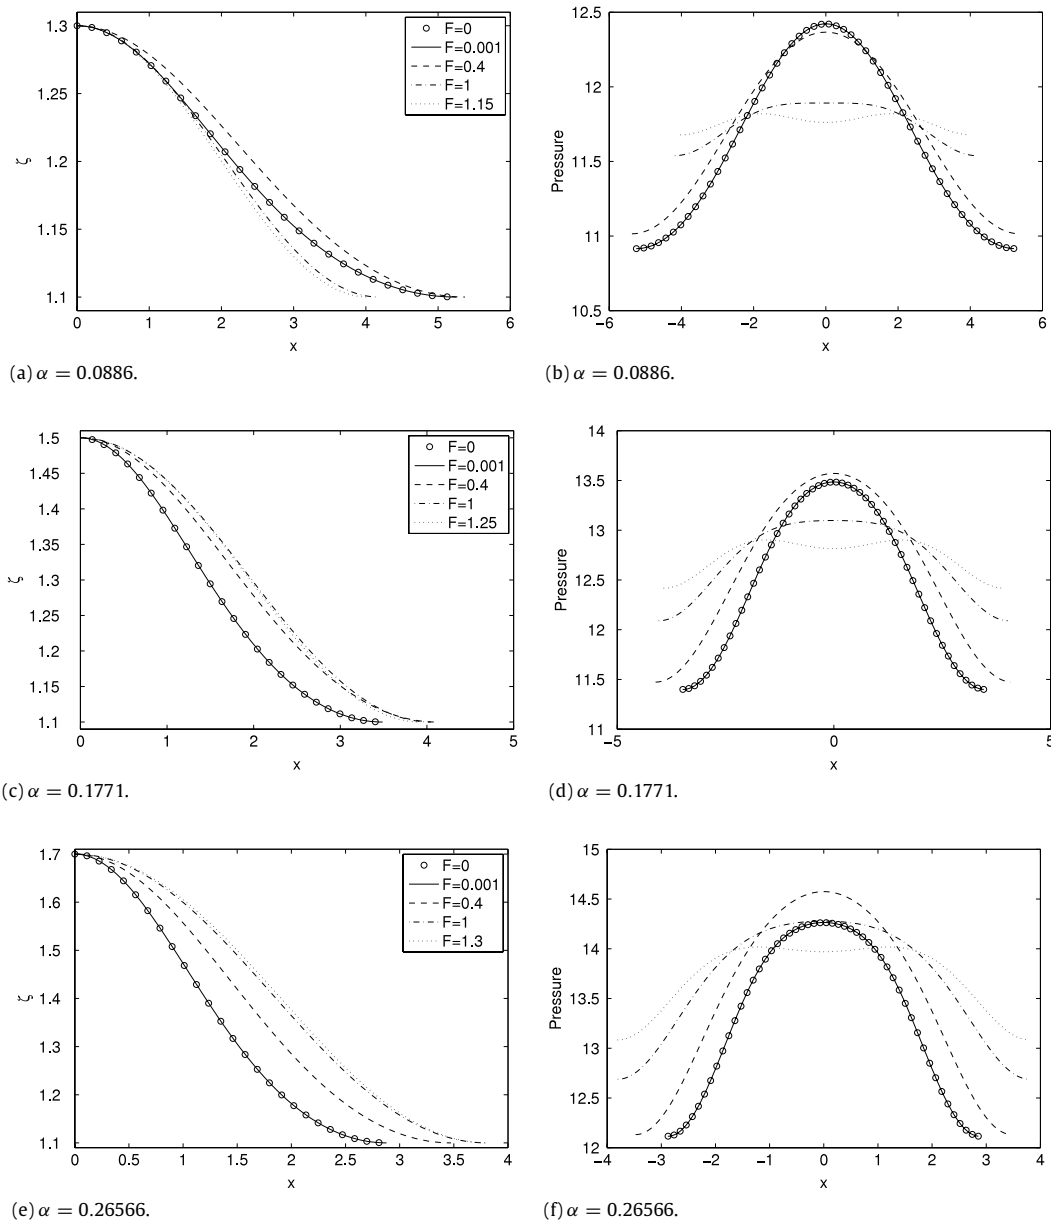 1.3
1.25
1.2
1.15
1.1
ζ
0 1 2 3 4 5 6
x
F=0
F=0.001
F=0.4
F=1
F=1.15
(a) α = 0.0886.
12.5
12
11.5
11
10.5
Pressure
−6 −4 −2 0 2 4 6
x
(b) α = 0.0886.
1.5
1.45
1.4
1.35
1.3
1.25
1.2
1.15
1.1
ζ
0 1 2 3 4 5
x
F=0
F=0.001
F=0.4
F=1
F=1.25
(c) α = 0.1771.
14
13.5
13
12.5
12
11.5
11
Pressure
−5 0 5
x
(d) α = 0.1771.
1.7
1.6
1.5
1.4
1.3
1.2
1.1
ζ
0 0.5 1 1.5 2 2.5 3 3.5 4
x
F=0
F=0.001
F=0.4
F=1
F=1.3
(e) α = 0.26566.
15
14.5
14
13.5
13
12.5
12
Pressure
−4 −3 −2 −1 0 1 2 3 4
x
(f) α = 0.26566.